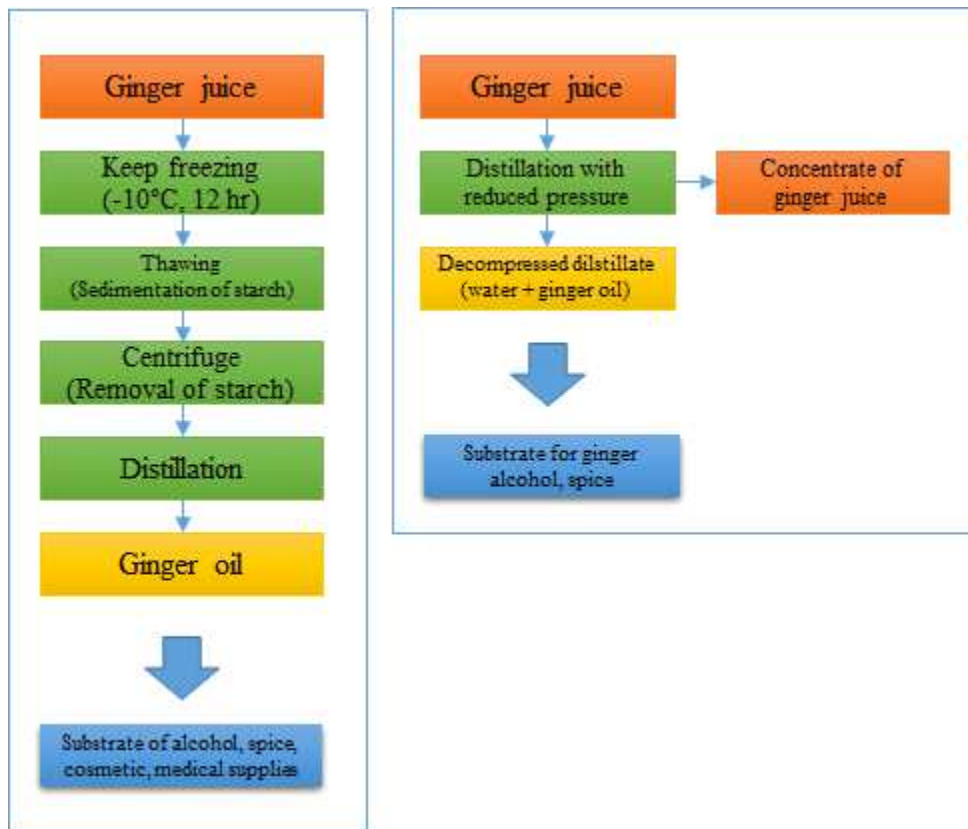 Ginger juice
Keep freezing
(-10°C, 12 hr)
Thawing
(Sedimentation of starch)
Centrifuge
(Removal of starch)
Distillation
Ginger oil
Substrate of alcohol, spice,
cosmetic, medical supplies
Ginger juice
Distillation with
reduced pressure
Concentrate of
ginger juice
Decompressed dilstillate
(water + ginger oil)
Substrate for ginger
alcohol, spice